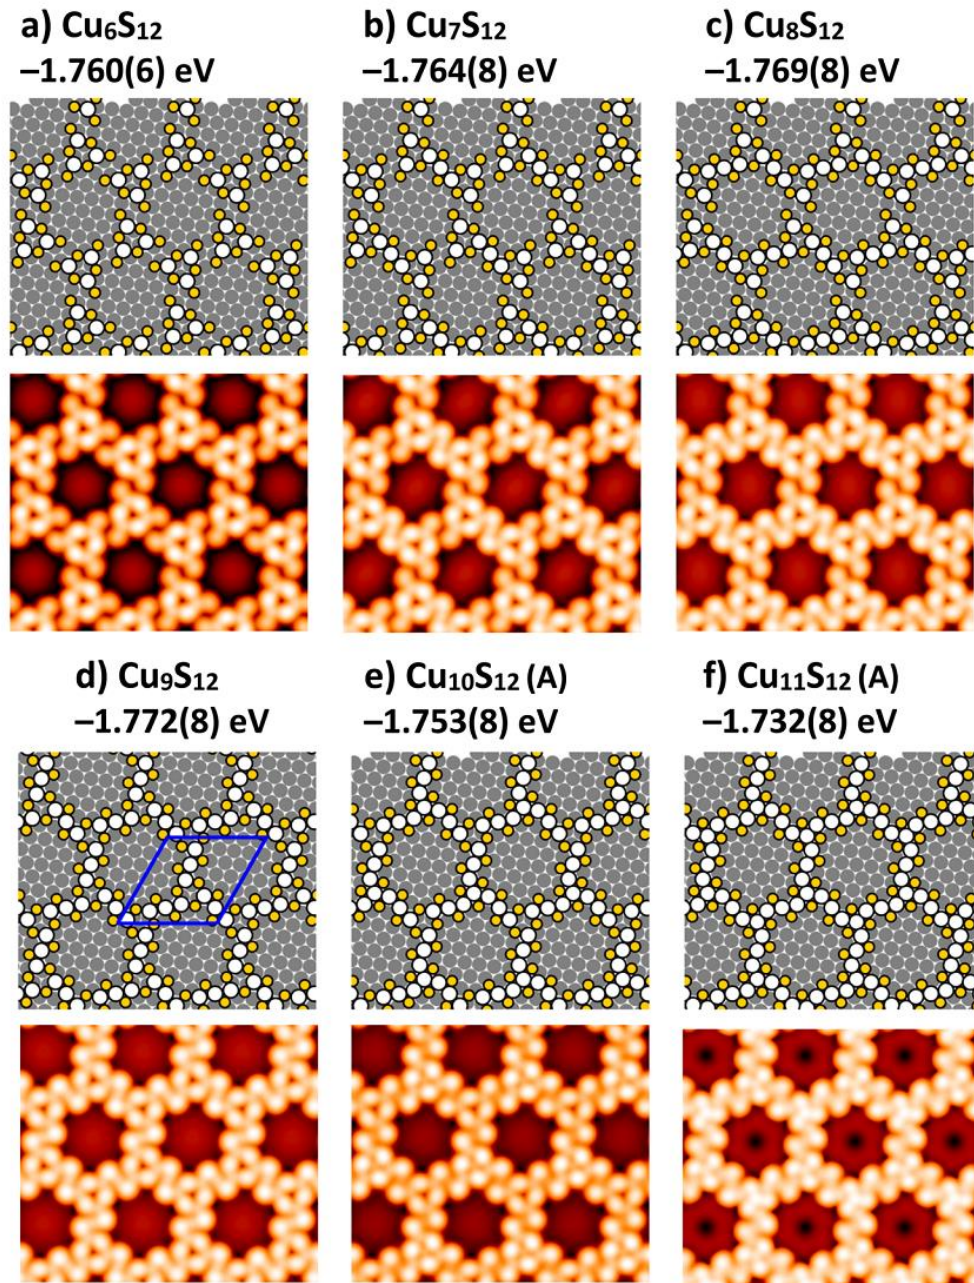 a) Cu₆S₁₂
−1.760(6) eV
b) Cu₇S₁₂
−1.764(8) eV
c) Cu₈S₁₂
−1.769(8) eV
d) Cu₉S₁₂
−1.772(8) eV
e) Cu₁₀S₁₂ (A)
−1.753(8) eV
f) Cu₁₁S₁₂ (A)
−1.732(8) eV